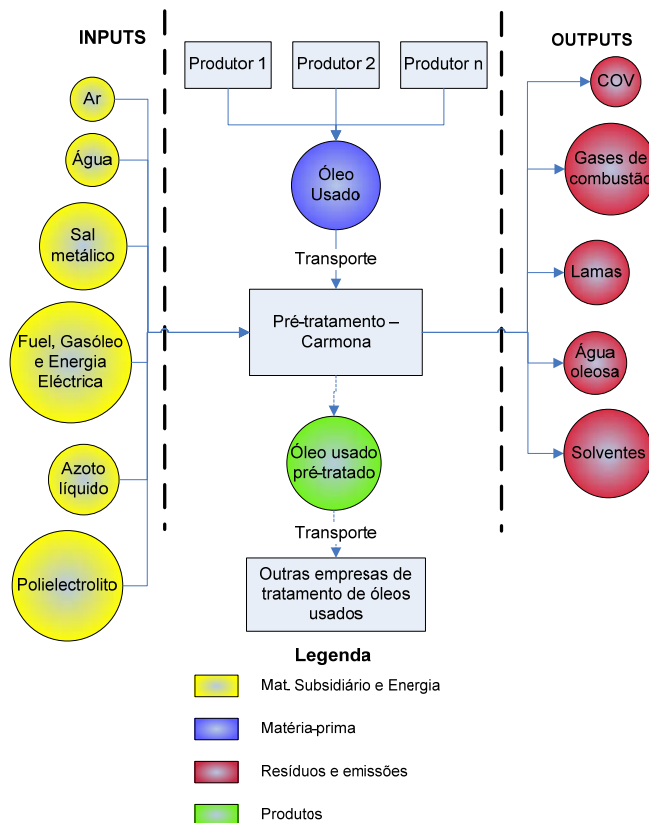 INPUTS
OUTPUTS
Produtor 1
Produtor 2
Produtor n
Ar
Água
Sal
metálico
Fuel, Gasóleo
e Energia
Eléctrica
Azoto
líquido
Polielectrolito
Óleo
Usado
Transporte
Pré-tratamento –
Carmona
Óleo usado
pré-tratado
Transporte
Outras empresas de
tratamento de óleos
usados
COV
Gases de
combustão
Lamas
Água
oleosa
Solventes
Legenda
Mat. Subsidiário e Energia
Matéria-prima
Resíduos e emissões
Produtos